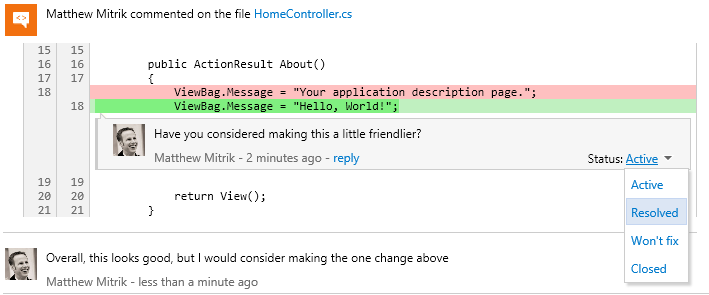 Matthew Mitrik commented on the file HomeController.cs
15 15
16 16 public ActionResult About()
17 17 {
18 ViewBag.Message = "Your application description page.";
18 ViewBag.Message = "Hello, World!";
Have you considered making this a little friendlier?
Matthew Mitrik - 2 minutes ago - reply Status: Active
Active
19 19
20 20 return View();
Resolved
21 21 }
Won't fix
Overall, this looks good, but I would consider making the one change above
Closed
Matthew Mitrik - less than a minute ago